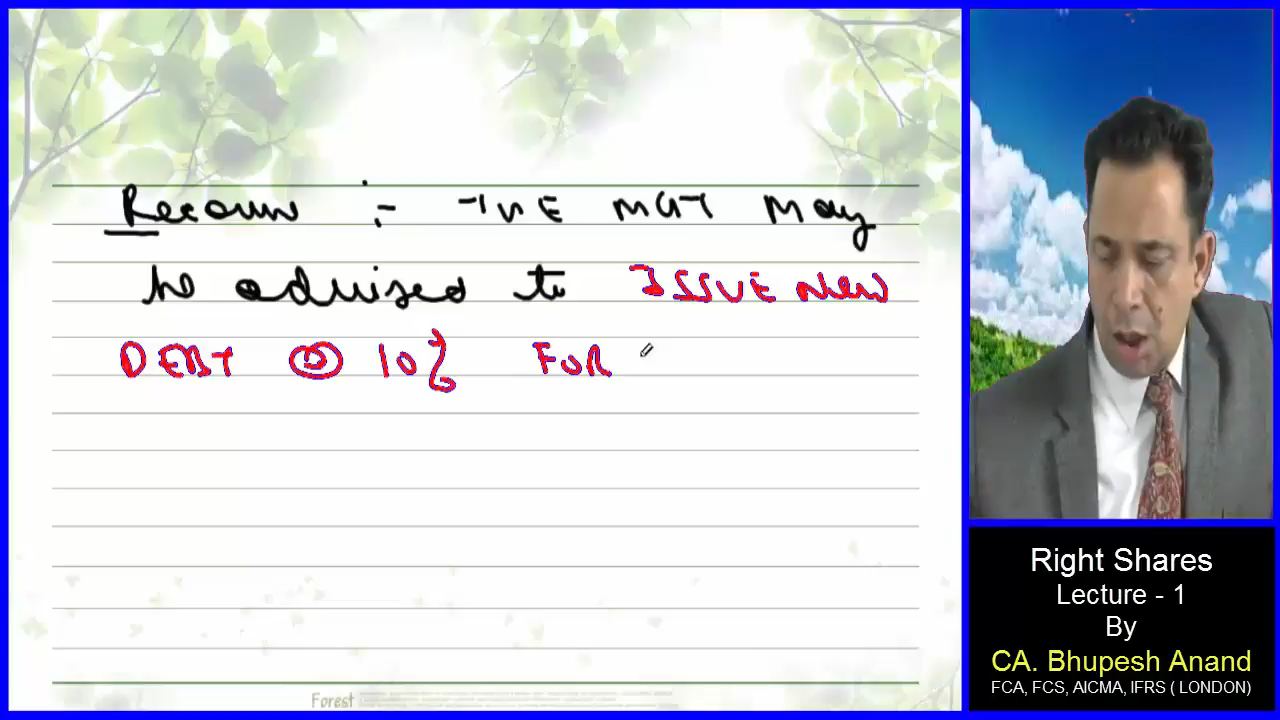 Recomm :- THE MGT May
be advised to ISSUE New
DEBT @ 10% FOR
Forest
Right Shares
Lecture - 1
By
CA. Bhupesh Anand
FCA, FCS, AICMA, IFRS ( LONDON)